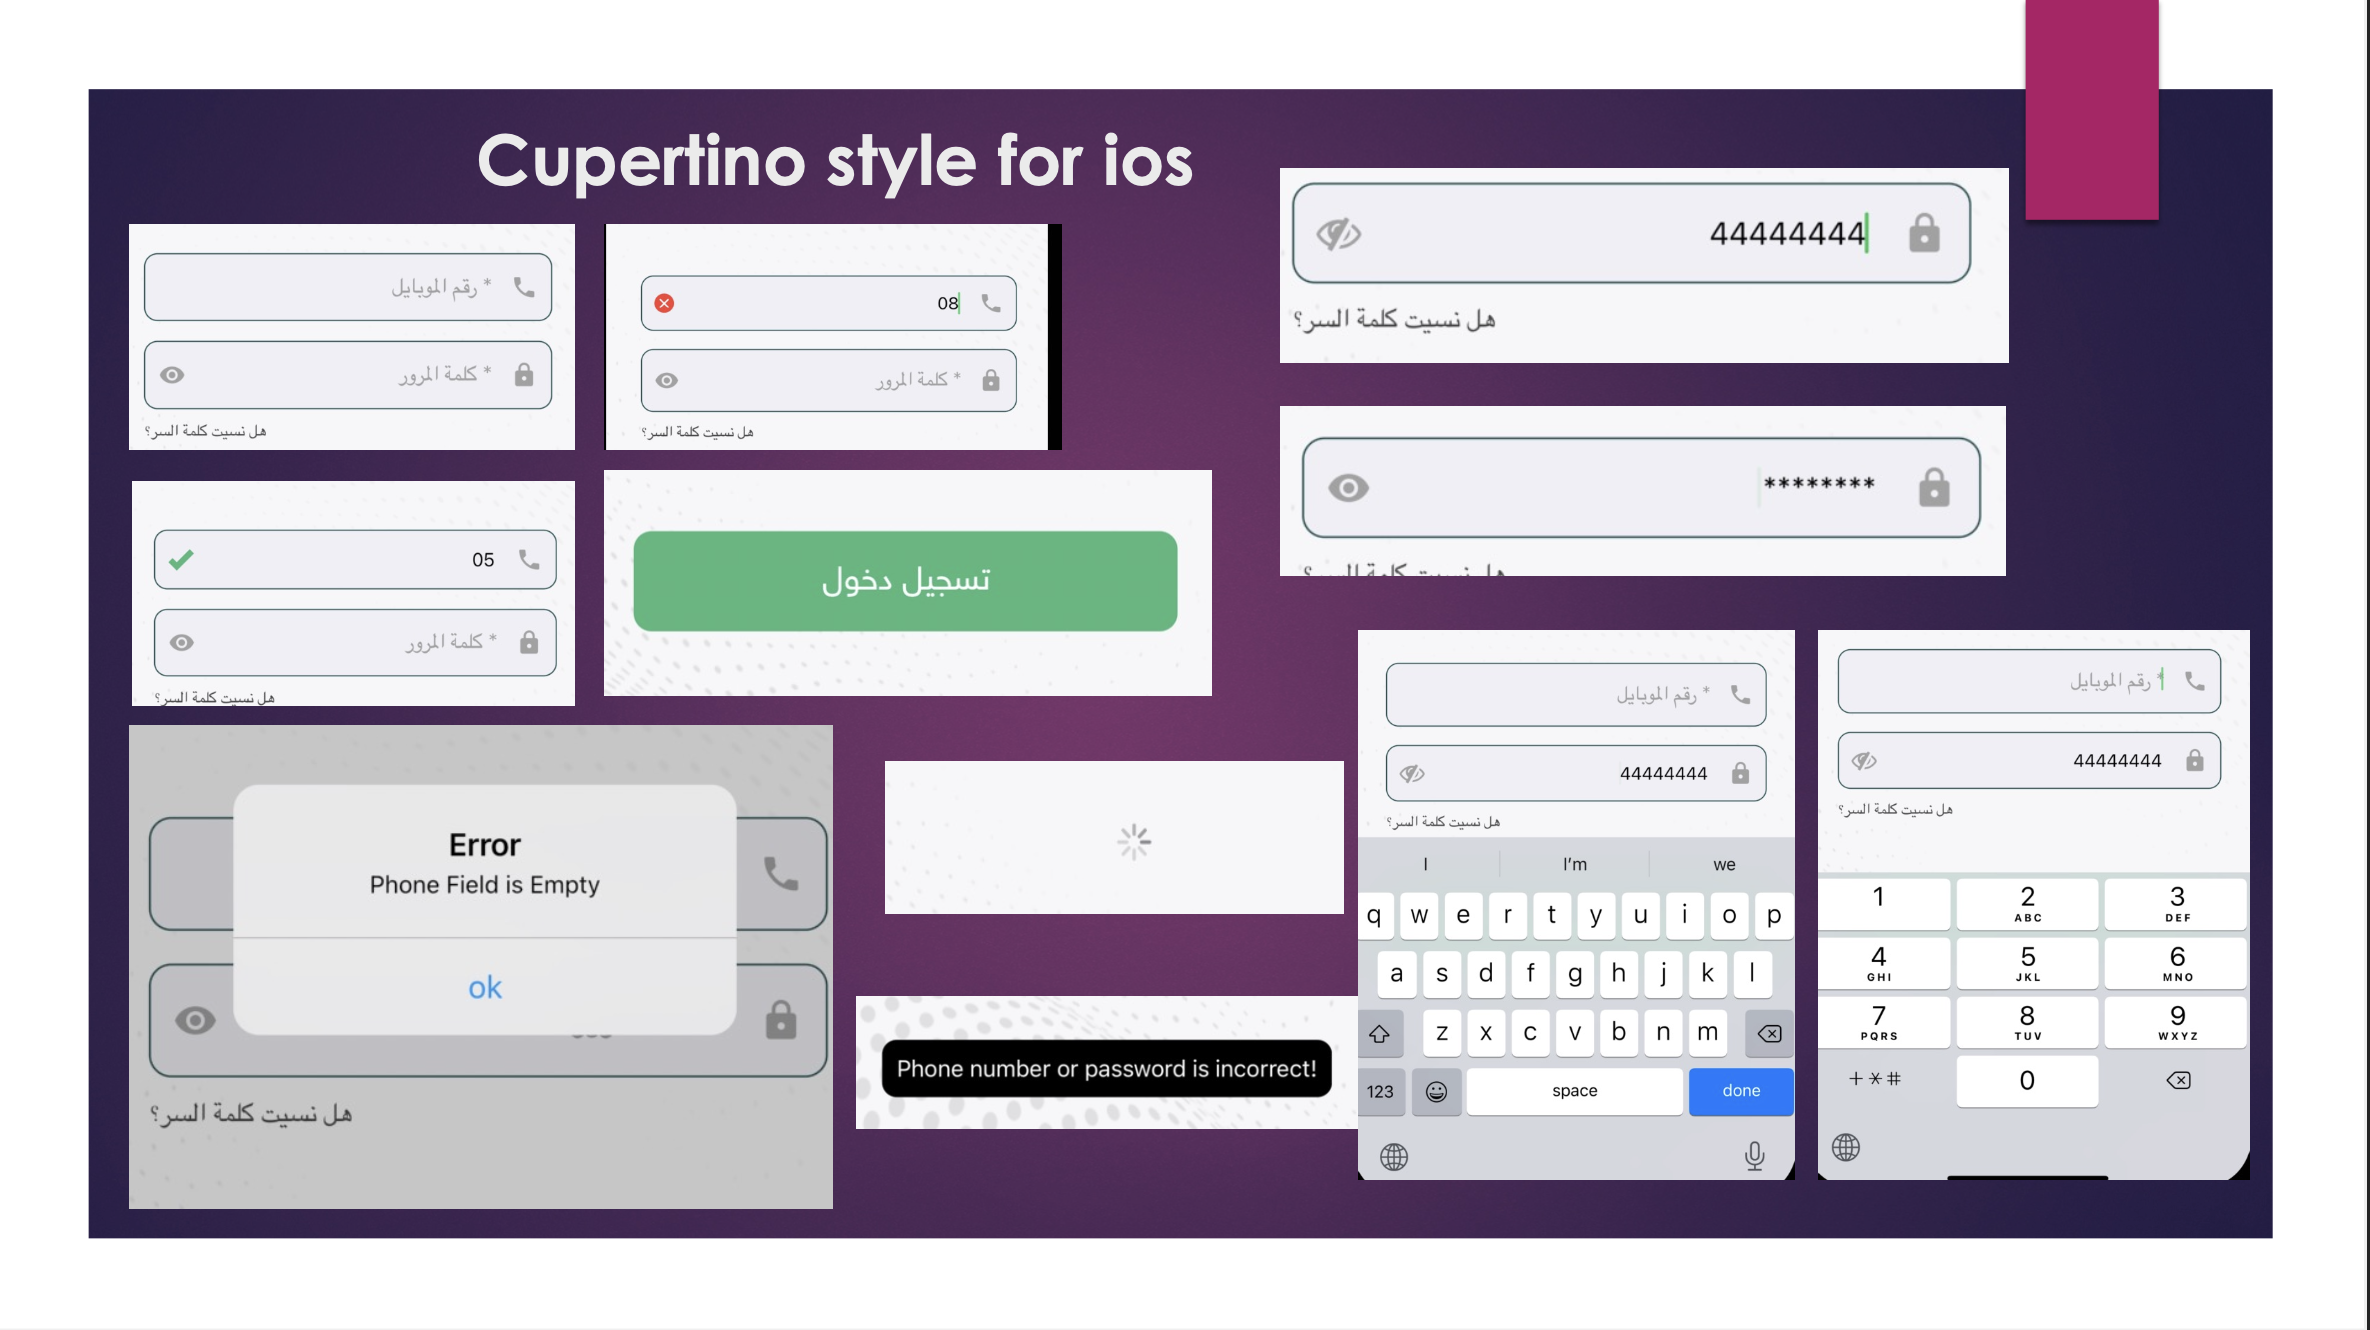 Cupertino style for ios
* رقم الموبايل
* كلمة المرور
هل نسيت كلمة السر؟
08
* كلمة المرور
هل نسيت كلمة السر؟
44444444
هل نسيت كلمة السر؟
********
هل نسيت كلمة السر؟
05
* كلمة المرور
هل نسيت كلمة السر؟
تسجيل دخول
Error
Phone Field is Empty
ok
هل نسيت كلمة السر؟
Phone number or password is incorrect!
* رقم الموبايل
44444444
هل نسيت كلمة السر؟
I I'm we
q w e r t y u i o p
a s d f g h j k l
z x c v b n m
123 space done
* رقم الموبايل
44444444
هل نسيت كلمة السر؟
1 2 3
ABC DEF
4 5 6
GHI JKL MNO
7 8 9
PQRS TUV WXYZ
+*# 0